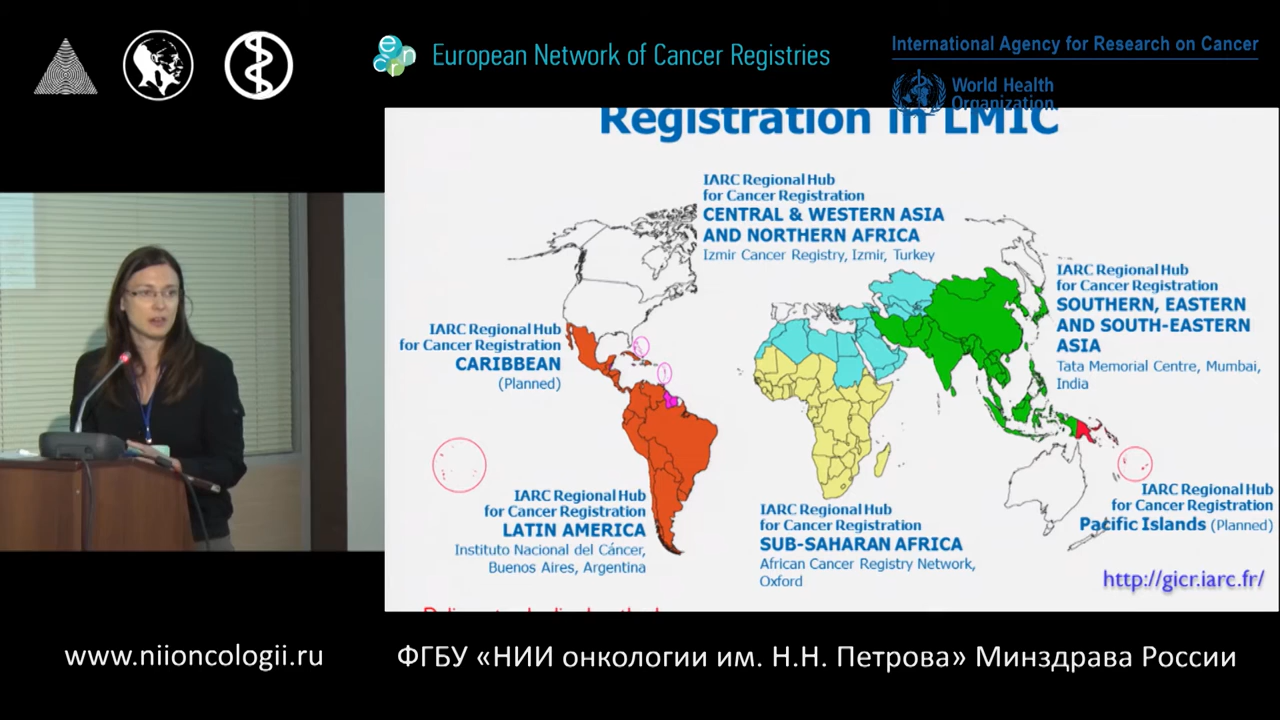 European Network of Cancer Registries
International Agency for Research on Cancer
World Health
Organization
Registration in LMIC
IARC Regional Hub
for Cancer Registration
CENTRAL & WESTERN ASIA
AND NORTHERN AFRICA
Izmir Cancer Registry, Izmir, Turkey
IARC Regional Hub
for Cancer Registration
SOUTHERN, EASTERN
AND SOUTH-EASTERN
ASIA
Tata Memorial Centre, Mumbai,
India
IARC Regional Hub
for Cancer Registration
CARIBBEAN
(Planned)
IARC Regional Hub
for Cancer Registration
LATIN AMERICA
Instituto Nacional del Cáncer,
Buenos Aires, Argentina
IARC Regional Hub
for Cancer Registration
SUB-SAHARAN AFRICA
African Cancer Registry Network,
Oxford
IARC Regional Hub
for Cancer Registration
Pacific Islands (Planned)
http://gicr.iarc.fr/
www.niioncologii.ru
ФГБУ «НИИ онкологии им. Н.Н. Петрова» Минздрава России